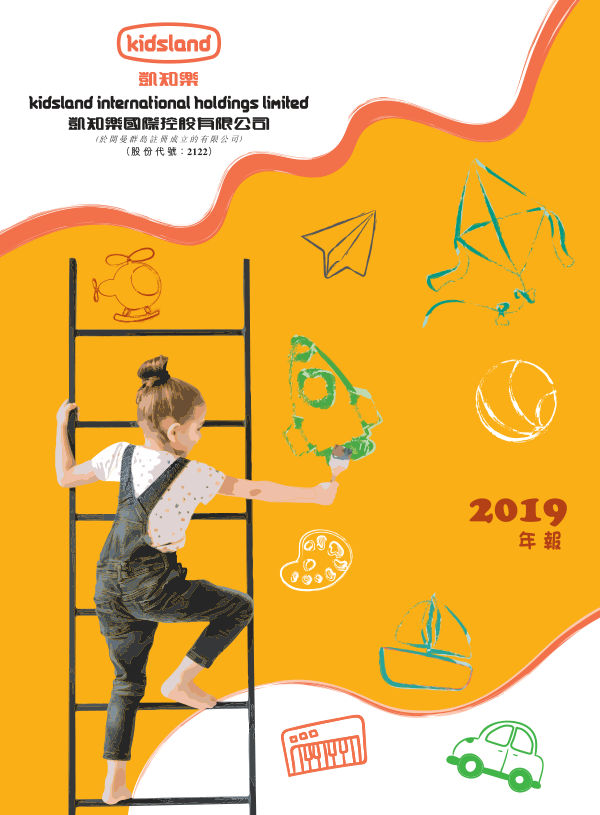 kidsland
凱知樂
kidsland international holdings limited
凱知樂國際控股有限公司
(於開曼群島註冊成立的有限公司)
(股份代號：2122)
2019
年報